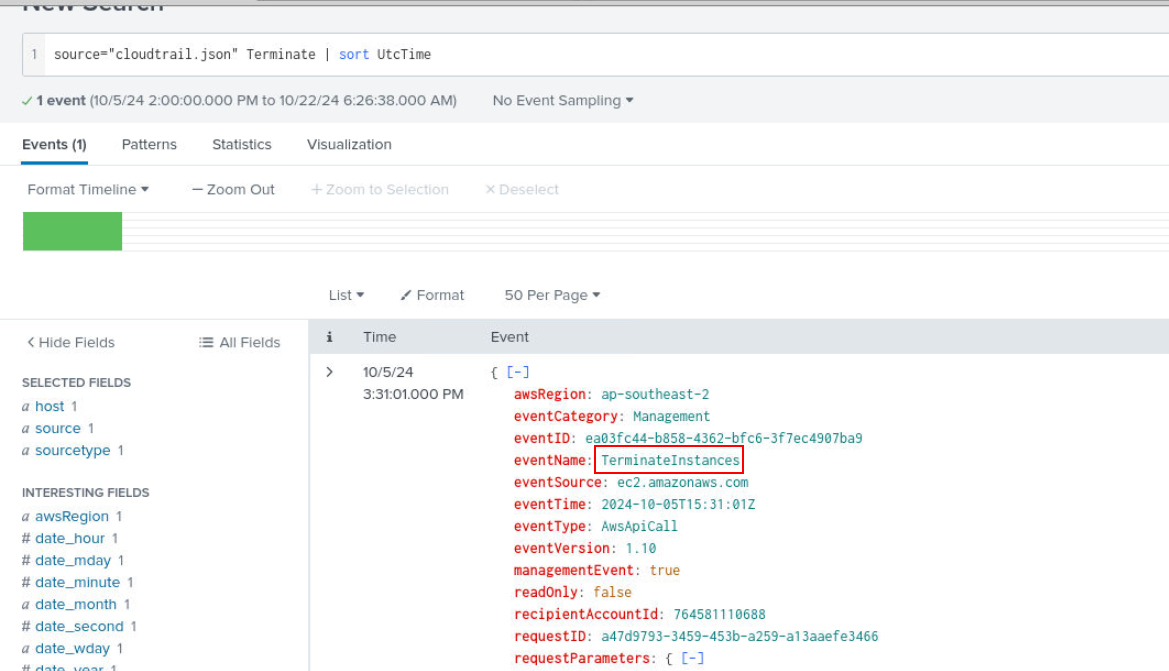 New Search
1 source="cloudtrail.json" Terminate | sort UtcTime
✓ 1 event (10/5/24 2:00:00.000 PM to 10/22/24 6:26:38.000 AM) No Event Sampling ▾
Events (1) Patterns Statistics Visualization
Format Timeline ▾ — Zoom Out + Zoom to Selection × Deselect
List ▾ Format 50 Per Page ▾
< Hide Fields All Fields i Time Event
SELECTED FIELDS
a host 1
a source 1
a sourcetype 1
INTERESTING FIELDS
a awsRegion 1
# date_hour 1
# date_mday 1
# date_minute 1
a date_month 1
# date_second 1
a date_wday 1
# date_year 1
> 10/5/24 { [-]
3:31:01.000 PM
awsRegion: ap-southeast-2
eventCategory: Management
eventID: ea03fc44-b858-4362-bfc6-3f7ec4907ba9
eventName: TerminateInstances
eventSource: ec2.amazonaws.com
eventTime: 2024-10-05T15:31:01Z
eventType: AwsApiCall
eventVersion: 1.10
managementEvent: true
readOnly: false
recipientAccountId: 764581110688
requestID: a47d9793-3459-453b-a259-a13aaefe3466
requestParameters: { [-]